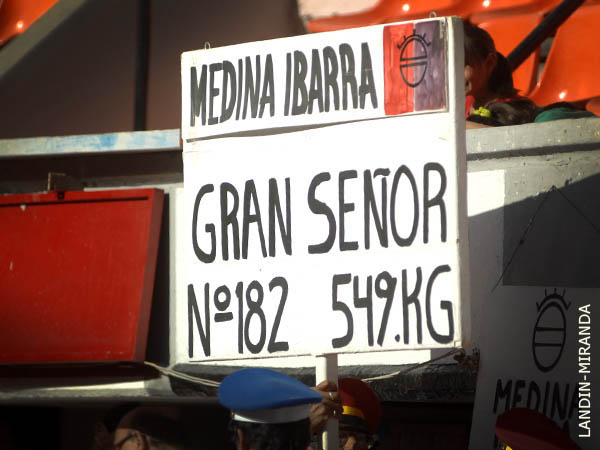 MEDINA IBARRA
GRAN SEÑOR
Nº182 549.KG
MEDINA
LANDIN-MIRANDA